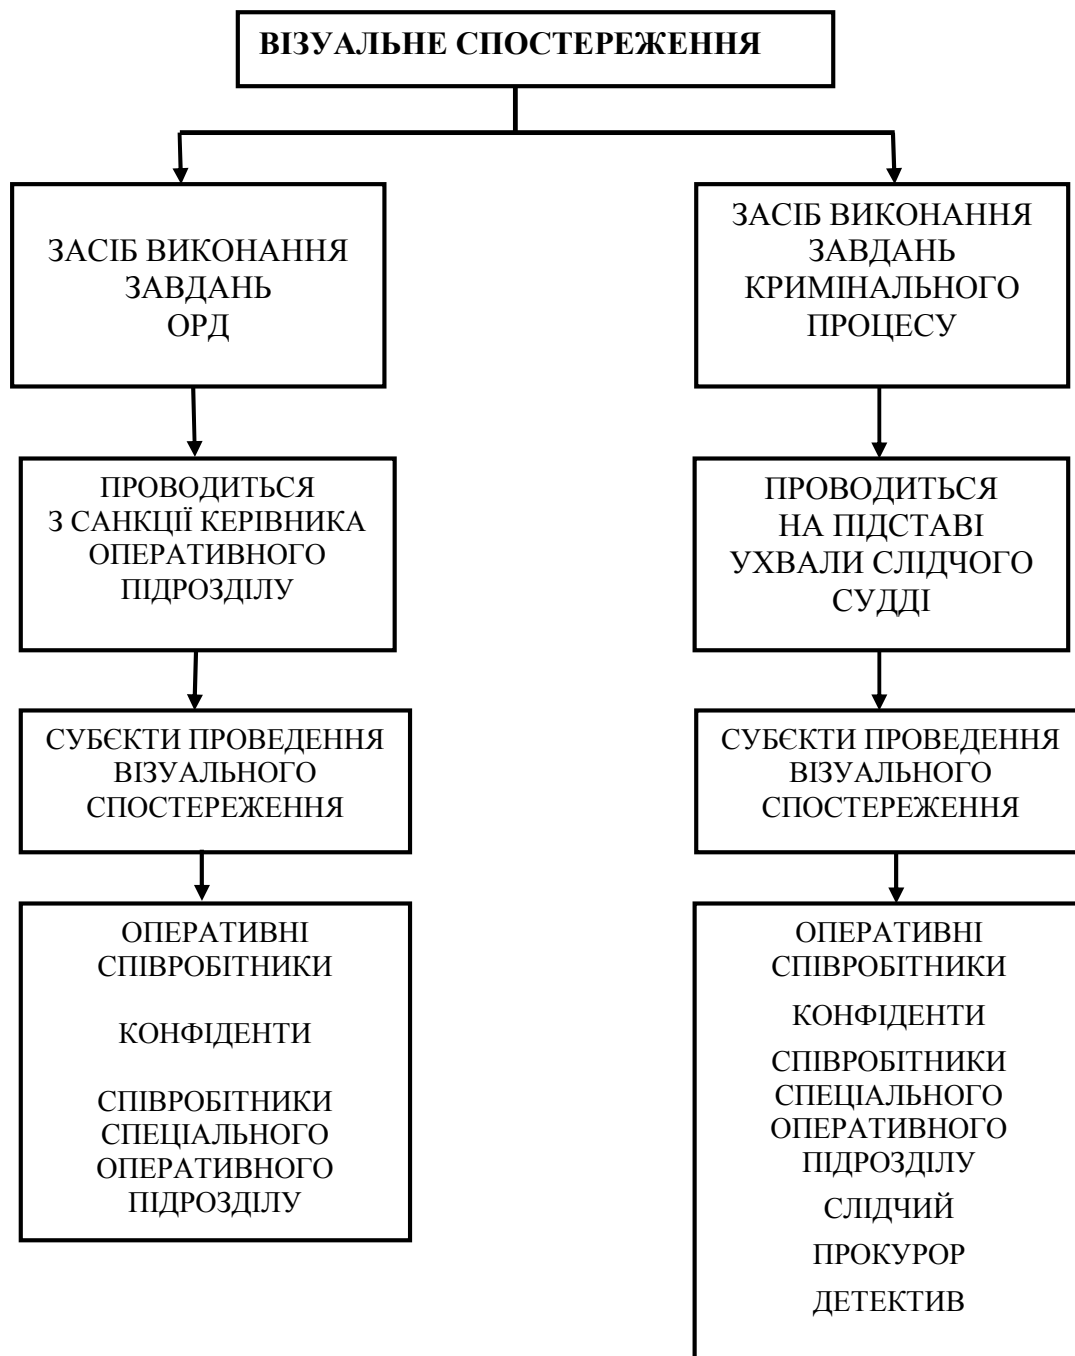 ВІЗУАЛЬНЕ СПОСТЕРЕЖЕННЯ
ЗАСІБ ВИКОНАННЯ
ЗАВДАНЬ
ОРД
ПРОВОДИТЬСЯ
З САНКЦІЇ КЕРІВНИКА
ОПЕРАТИВНОГО
ПІДРОЗДІЛУ
СУБЄКТИ ПРОВЕДЕННЯ
ВІЗУАЛЬНОГО
СПОСТЕРЕЖЕННЯ
ОПЕРАТИВНІ
СПІВРОБІТНИКИ
КОНФІДЕНТИ
СПІВРОБІТНИКИ
СПЕЦІАЛЬНОГО
ОПЕРАТИВНОГО
ПІДРОЗДІЛУ
ЗАСІБ ВИКОНАННЯ
ЗАВДАНЬ
КРИМІНАЛЬНОГО
ПРОЦЕСУ
ПРОВОДИТЬСЯ
НА ПІДСТАВІ
УХВАЛИ СЛІДЧОГО
СУДДІ
СУБЄКТИ ПРОВЕДЕННЯ
ВІЗУАЛЬНОГО
СПОСТЕРЕЖЕННЯ
ОПЕРАТИВНІ
СПІВРОБІТНИКИ
КОНФІДЕНТИ
СПІВРОБІТНИКИ
СПЕЦІАЛЬНОГО
ОПЕРАТИВНОГО
ПІДРОЗДІЛУ
СЛІДЧИЙ
ПРОКУРОР
ДЕТЕКТИВ